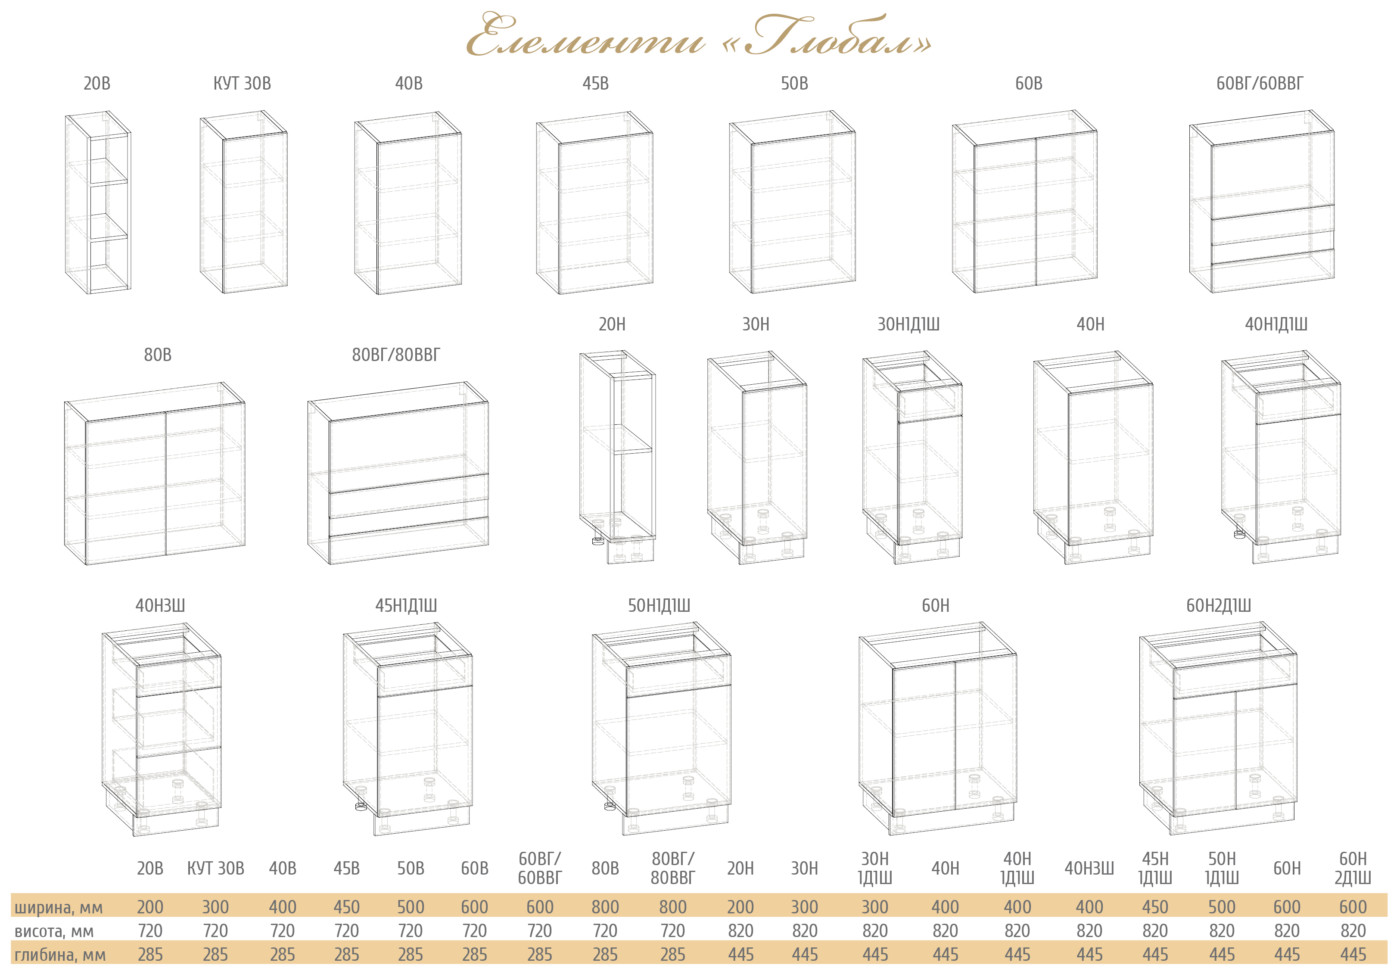 Елементи «Глобал»
20В КУТ 30В 40В 45В 50В 60В 60ВГ/60ВВГ
20Н 30Н 30Н1Д1Ш 40Н 40Н1Д1Ш
80В 80ВГ/80ВВГ
40Н3Ш 45Н1Д1Ш 50Н1Д1Ш 60Н 60Н2Д1Ш
20В КУТ 30В 40В 45В 50В 60В 60ВГ/ 60ВВГ 80В 80ВГ/ 80ВВГ 20Н 30Н 30Н 1Д1Ш 40Н 40Н 1Д1Ш 40Н3Ш 45Н 1Д1Ш 50Н 1Д1Ш 60Н 60Н 2Д1Ш
ширина, мм 200 300 400 450 500 600 600 800 800 200 300 300 400 400 400 450 500 600 600
висота, мм 720 720 720 720 720 720 720 720 720 820 820 820 820 820 820 820 820 820 820
глибина, мм 285 285 285 285 285 285 285 285 285 445 445 445 445 445 445 445 445 445 445